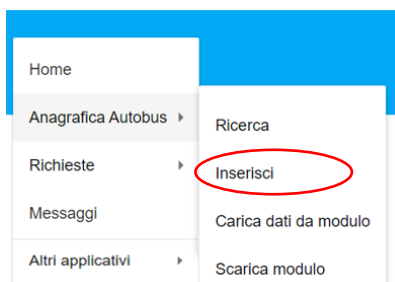 Home
Anagrafica Autobus
Richieste
Messaggi
Altri applicativi
Ricerca
Inserisci
Carica dati da modulo
Scarica modulo